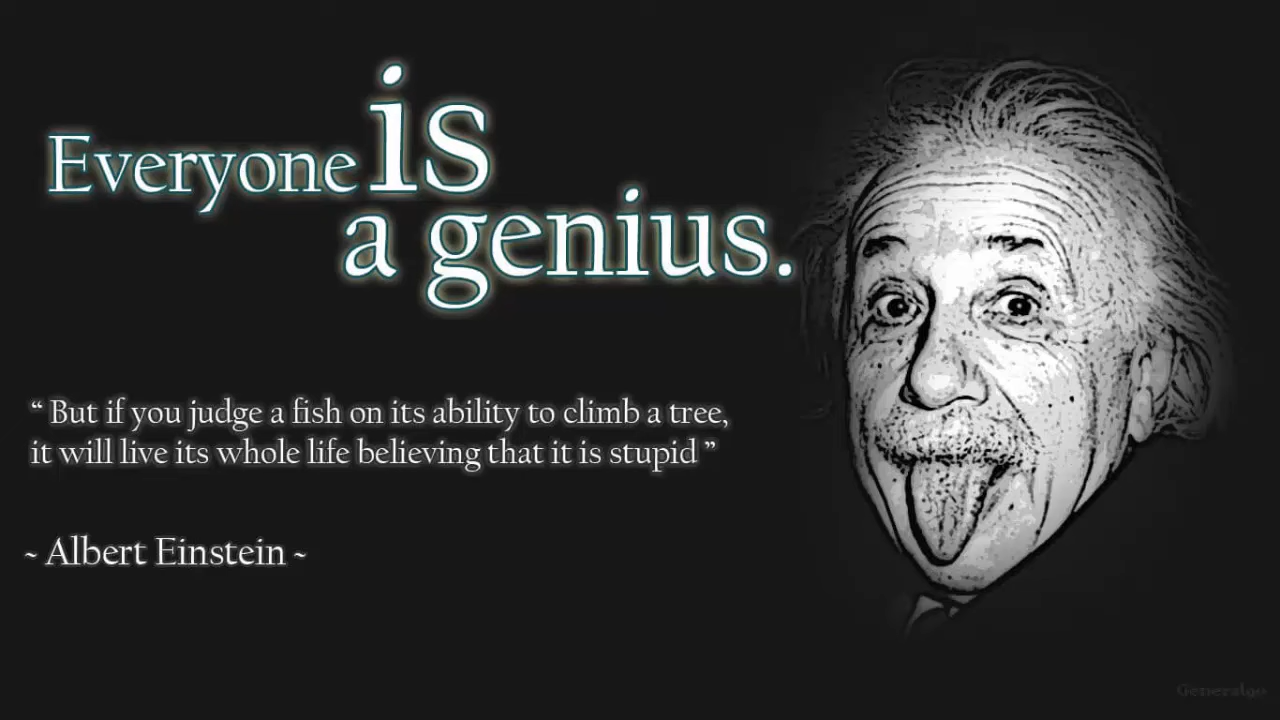 Everyone is
a genius.
“ But if you judge a fish on its ability to climb a tree,
it will live its whole life believing that it is stupid ”
~ Albert Einstein ~